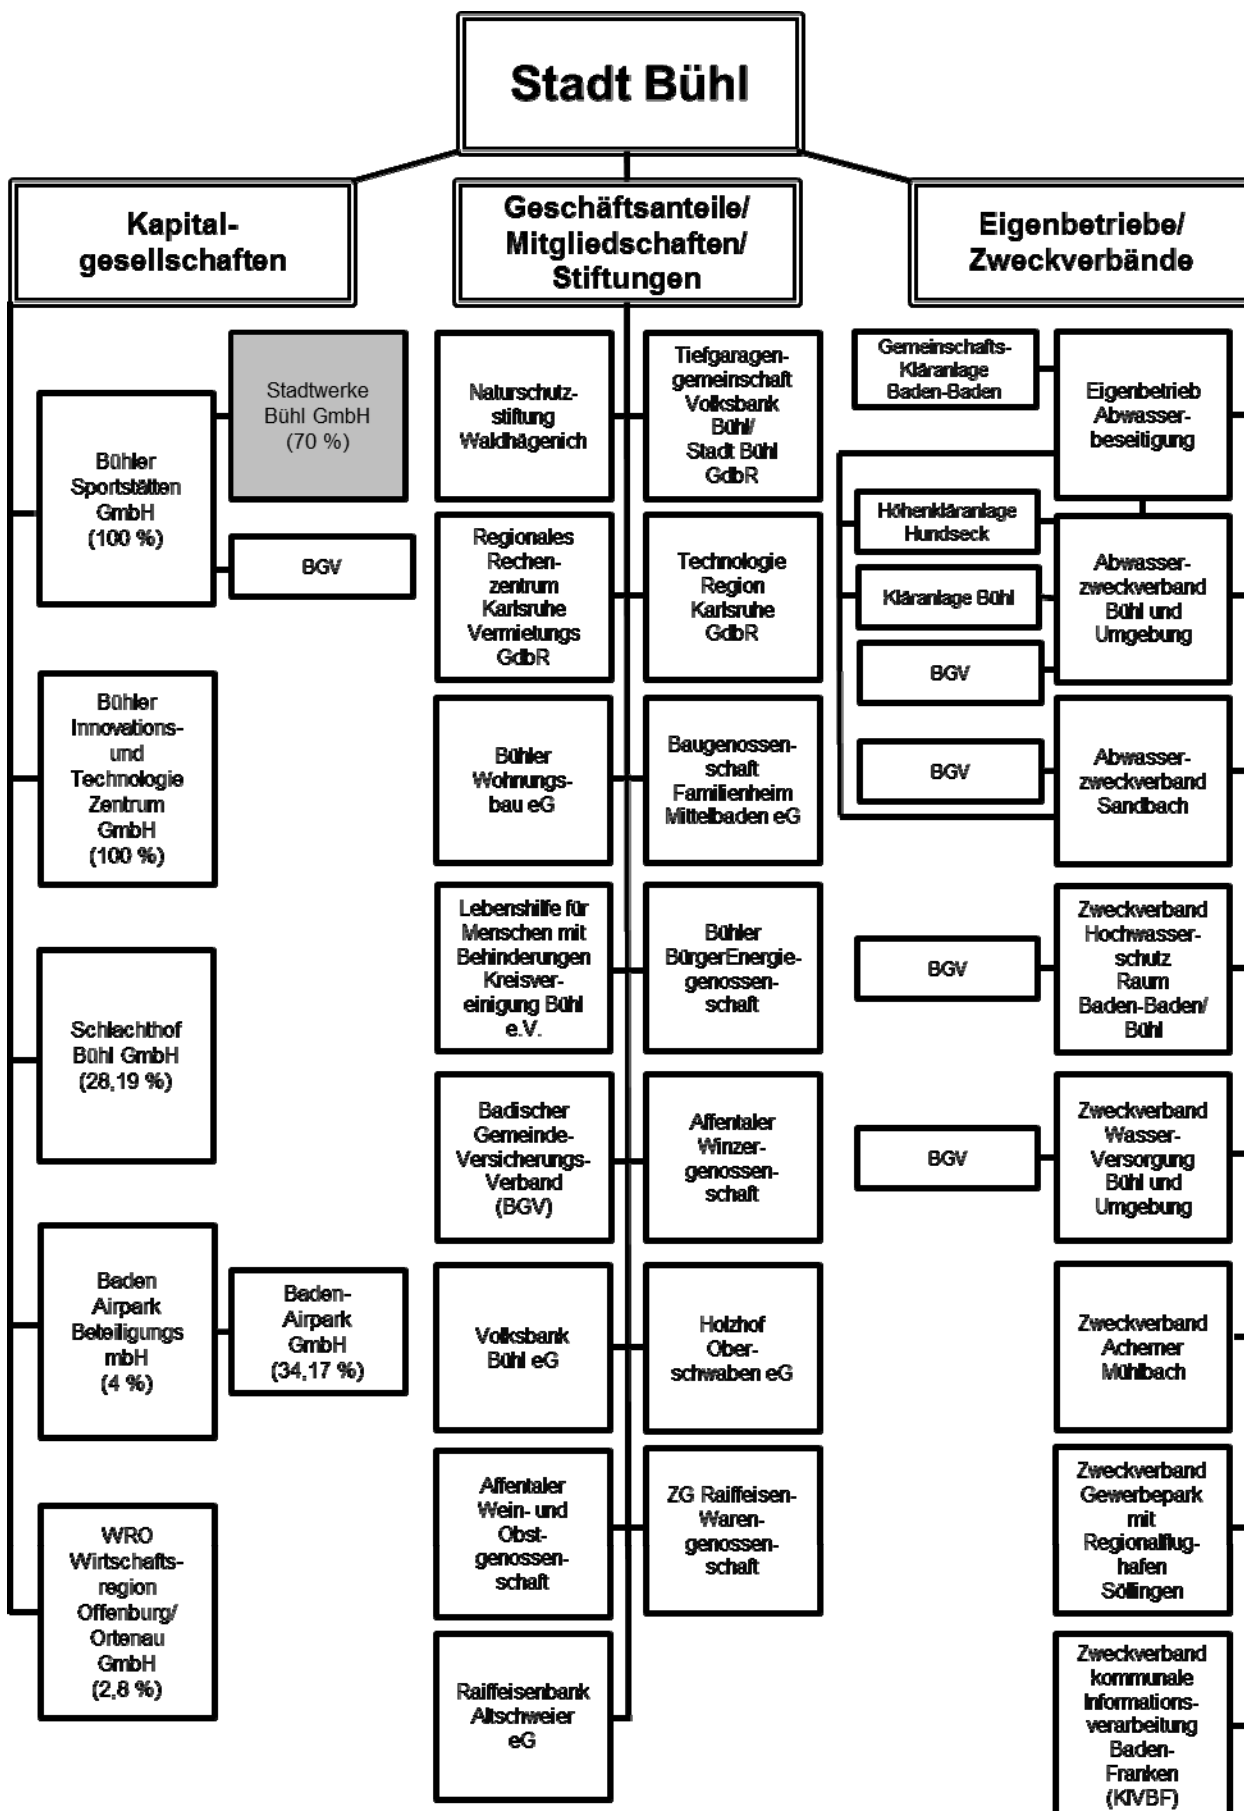 Stadt Bühl
Kapital-
gesellschaften
Geschäftsanteile/
Mitgliedschaften/
Stiftungen
Eigenbetriebe/
Zweckverbände
Bühler
Sportstätten
GmbH
(100 %)
Stadtwerke
Bühl GmbH
(70 %)
BGV
Bühler
Innovations-
und
Technologie
Zentrum
GmbH
(100 %)
Schlachthof
Bühl GmbH
(28,19 %)
Baden
Airpark
Beteiligungs
mbH
(4 %)
Baden-
Airpark
GmbH
(34,17 %)
WRO
Wirtschafts-
region
Offenburg/
Ortenau
GmbH
(2,8 %)
Naturschutz-
stiftung
Waldhägenich
Tiefgaragen-
gemeinschaft
Volksbank
Bühl/
Stadt Bühl
GdbR
Regionales
Rechen-
zentrum
Karlsruhe
Vermietungs
GdbR
Technologie
Region
Karlsruhe
GdbR
Bühler
Wohnungs-
bau eG
Baugenossen-
schaft
Familienheim
Mittelbaden eG
Lebenshilfe für
Menschen mit
Behinderungen
Kreisver-
einigung Bühl
e.V.
Bühler
BürgerEnergie-
genossen-
schaft
Badischer
Gemeinde-
Versicherungs-
Verband
(BGV)
Affentaler
Winzer-
genossen-
schaft
Volksbank
Bühl eG
Holzhof
Ober-
schwaben eG
Affentaler
Wein- und
Obst-
genossen-
schaft
ZG Raiffeisen-
Waren-
genossen-
schaft
Raiffeisenbank
Altschweier
eG
Gemeinschafts-
Kläranlage
Baden-Baden
Eigenbetrieb
Abwasser-
beseitigung
Höhenkläranlage
Hundseck
Kläranlage Bühl
BGV
Abwasser-
zweckverband
Bühl und
Umgebung
BGV
Abwasser-
zweckverband
Sandbach
BGV
Zweckverband
Hochwasser-
schutz
Raum
Baden-Baden/
Bühl
BGV
Zweckverband
Wasser-
Versorgung
Bühl und
Umgebung
Zweckverband
Acherner
Mühlbach
Zweckverband
Gewerbepark
mit
Regionalflug-
hafen
Söllingen
Zweckverband
kommunale
Informations-
verarbeitung
Baden-
Franken
(KIVBF)